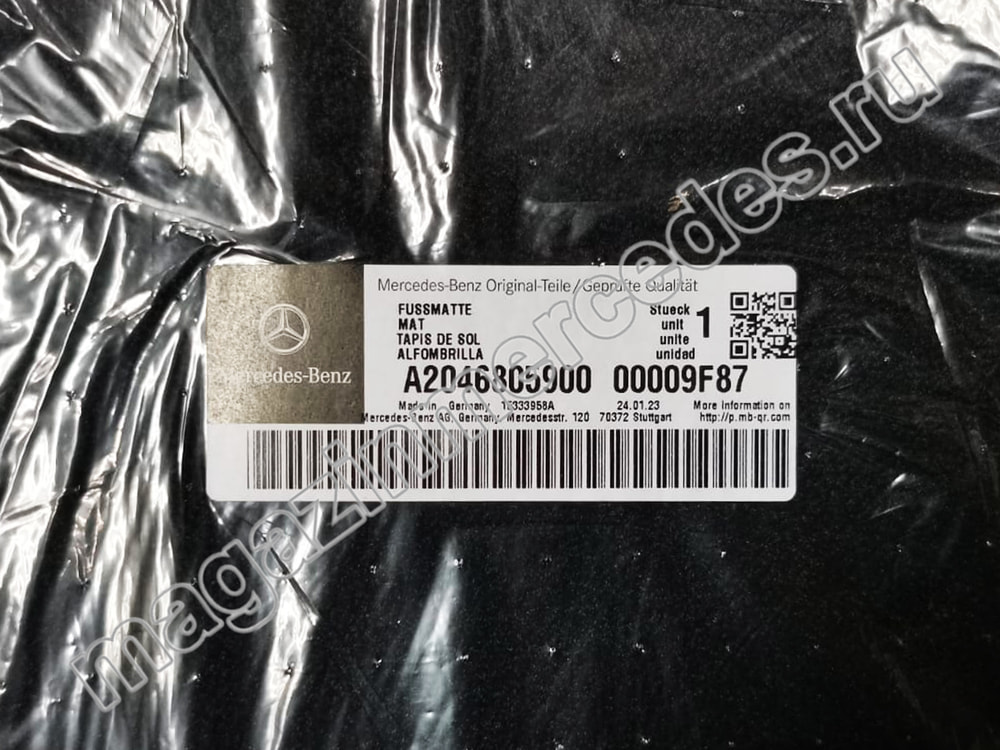 Mercedes-Benz Original-Teile/Geprüfte Qualität
FUSSMATTE
MAT
TAPIS DE SOL
ALFOMBRILLA
Stueck
unit
unite
unidad
1
Mercedes-Benz
A2046805900 00009F87
Made in Germany 24.01.23 More information on
Mercedes-Benz AG, Germany, Mercedesstr. 120 70372 Stuttgart http://p.mb-qr.com
magazinmercedes.ru